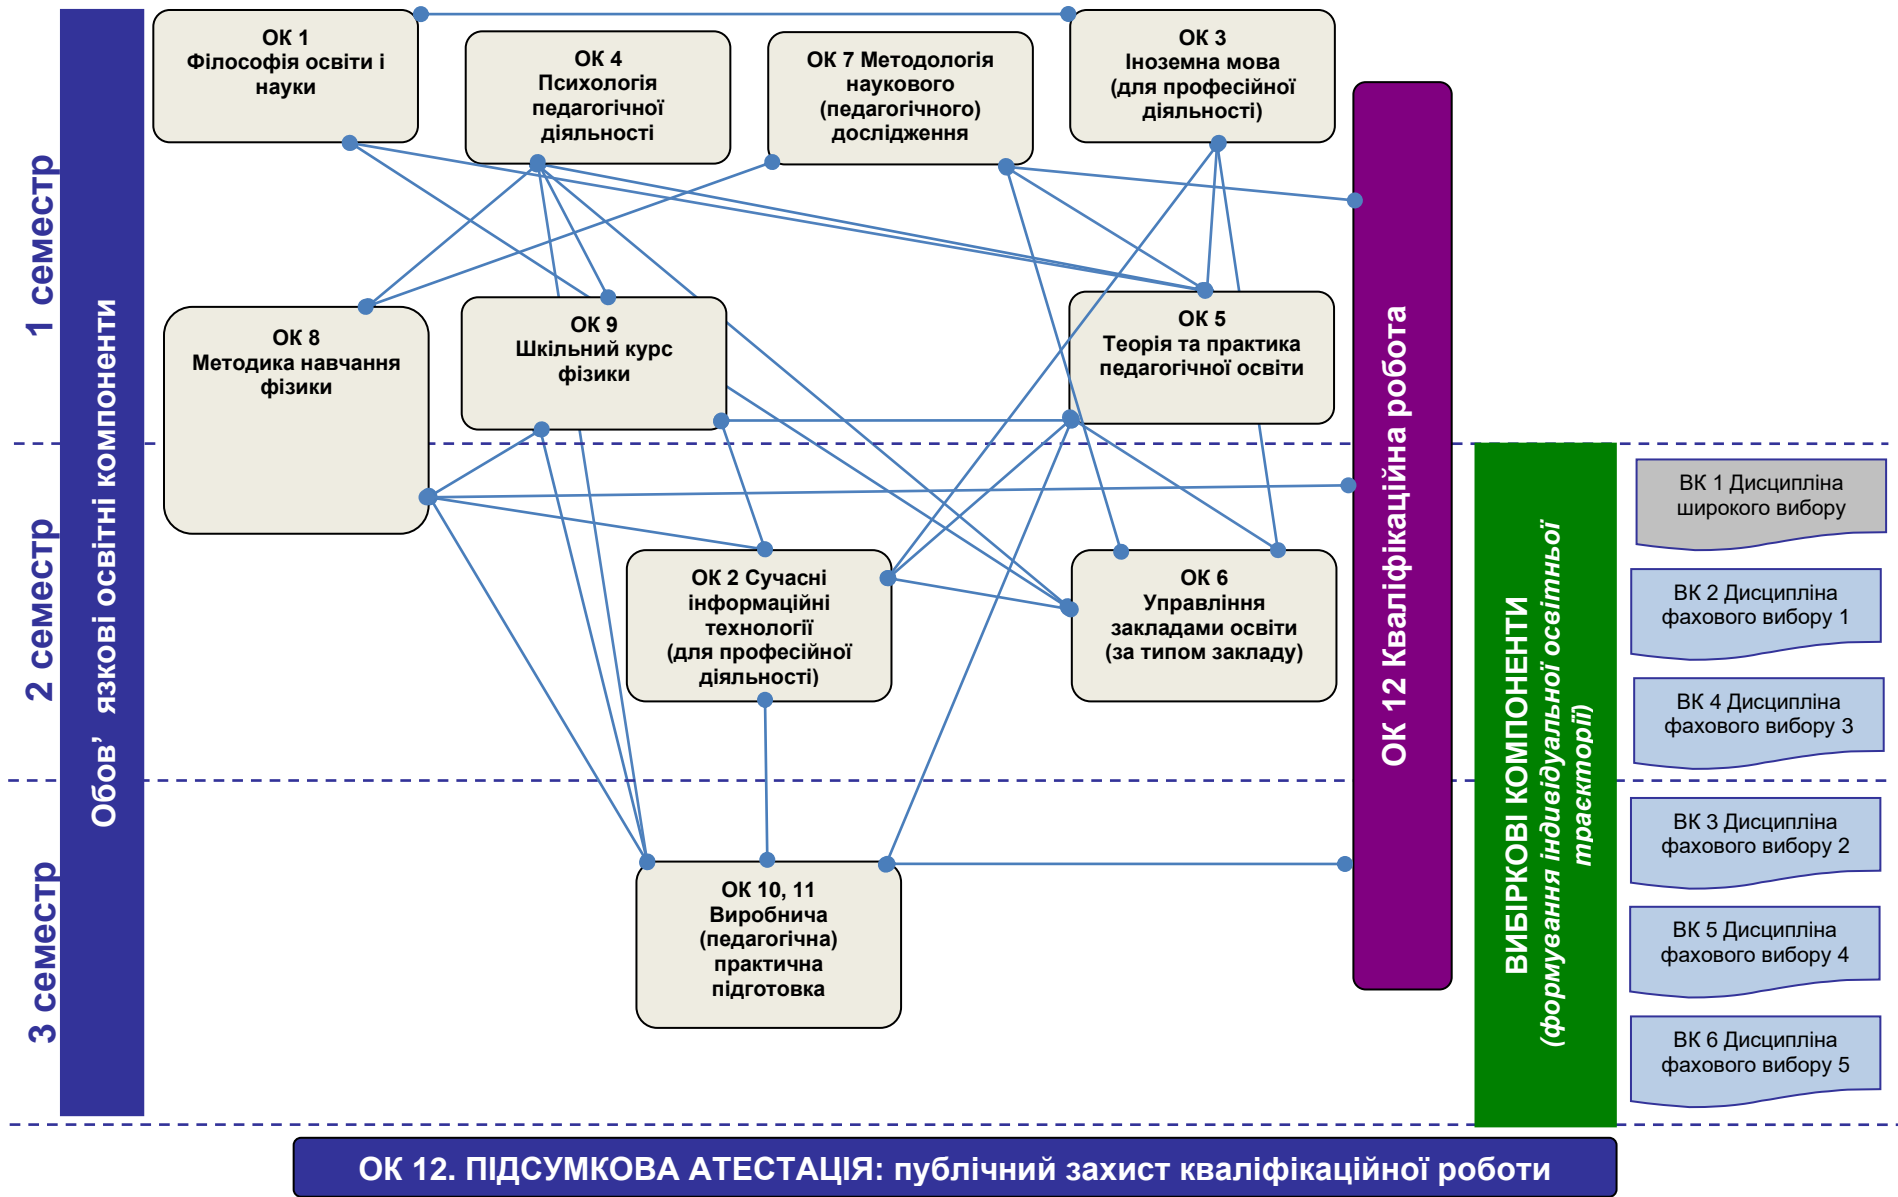 ОК 1
Філософія освіти і
науки
ОК 4
Психологія
педагогічної
діяльності
ОК 7 Методологія
наукового
(педагогічного)
дослідження
ОК 3
Іноземна мова
(для професійної
діяльності)
1 семестр
Обов’ язкові освітні компоненти
ОК 8
Методика навчання
фізики
ОК 9
Шкільний курс
фізики
ОК 5
Теорія та практика
педагогічної освіти
ОК 12 Кваліфікаційна робота
2 семестр
ОК 2 Сучасні
інформаційні
технології
(для професійної
діяльності)
ОК 6
Управління
закладами освіти
(за типом закладу)
ВИБІРКОВІ КОМПОНЕНТИ
(формування індивідуальної освітньої
траєкторії)
ВК 1 Дисципліна
широкого вибору
ВК 2 Дисципліна
фахового вибору 1
ВК 4 Дисципліна
фахового вибору 3
3 семестр
ОК 10, 11
Виробнича
(педагогічна)
практична
підготовка
ВК 3 Дисципліна
фахового вибору 2
ВК 5 Дисципліна
фахового вибору 4
ВК 6 Дисципліна
фахового вибору 5
ОК 12. ПІДСУМКОВА АТЕСТАЦІЯ: публічний захист кваліфікаційної роботи